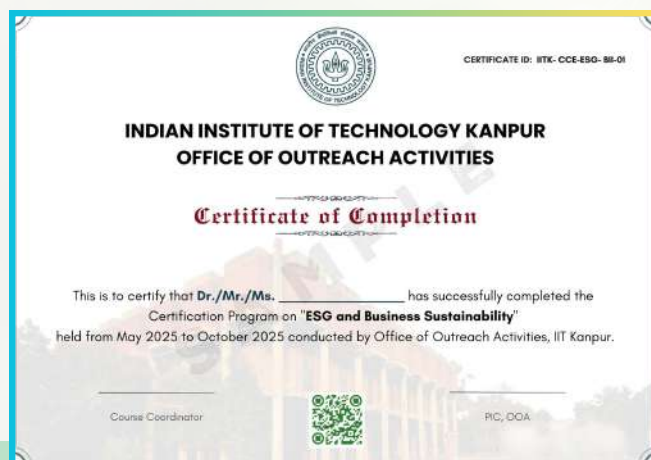 CERTIFICATE ID: IITK- CCE-ESG- BII-01
INDIAN INSTITUTE OF TECHNOLOGY KANPUR
OFFICE OF OUTREACH ACTIVITIES
Certificate of Completion
SAMPLE
This is to certify that Dr./Mr./Ms. ____________________ has successfully completed the
Certification Program on "ESG and Business Sustainability"
held from May 2025 to October 2025 conducted by Office of Outreach Activities, IIT Kanpur.
Course Coordinator
PIC, OOA